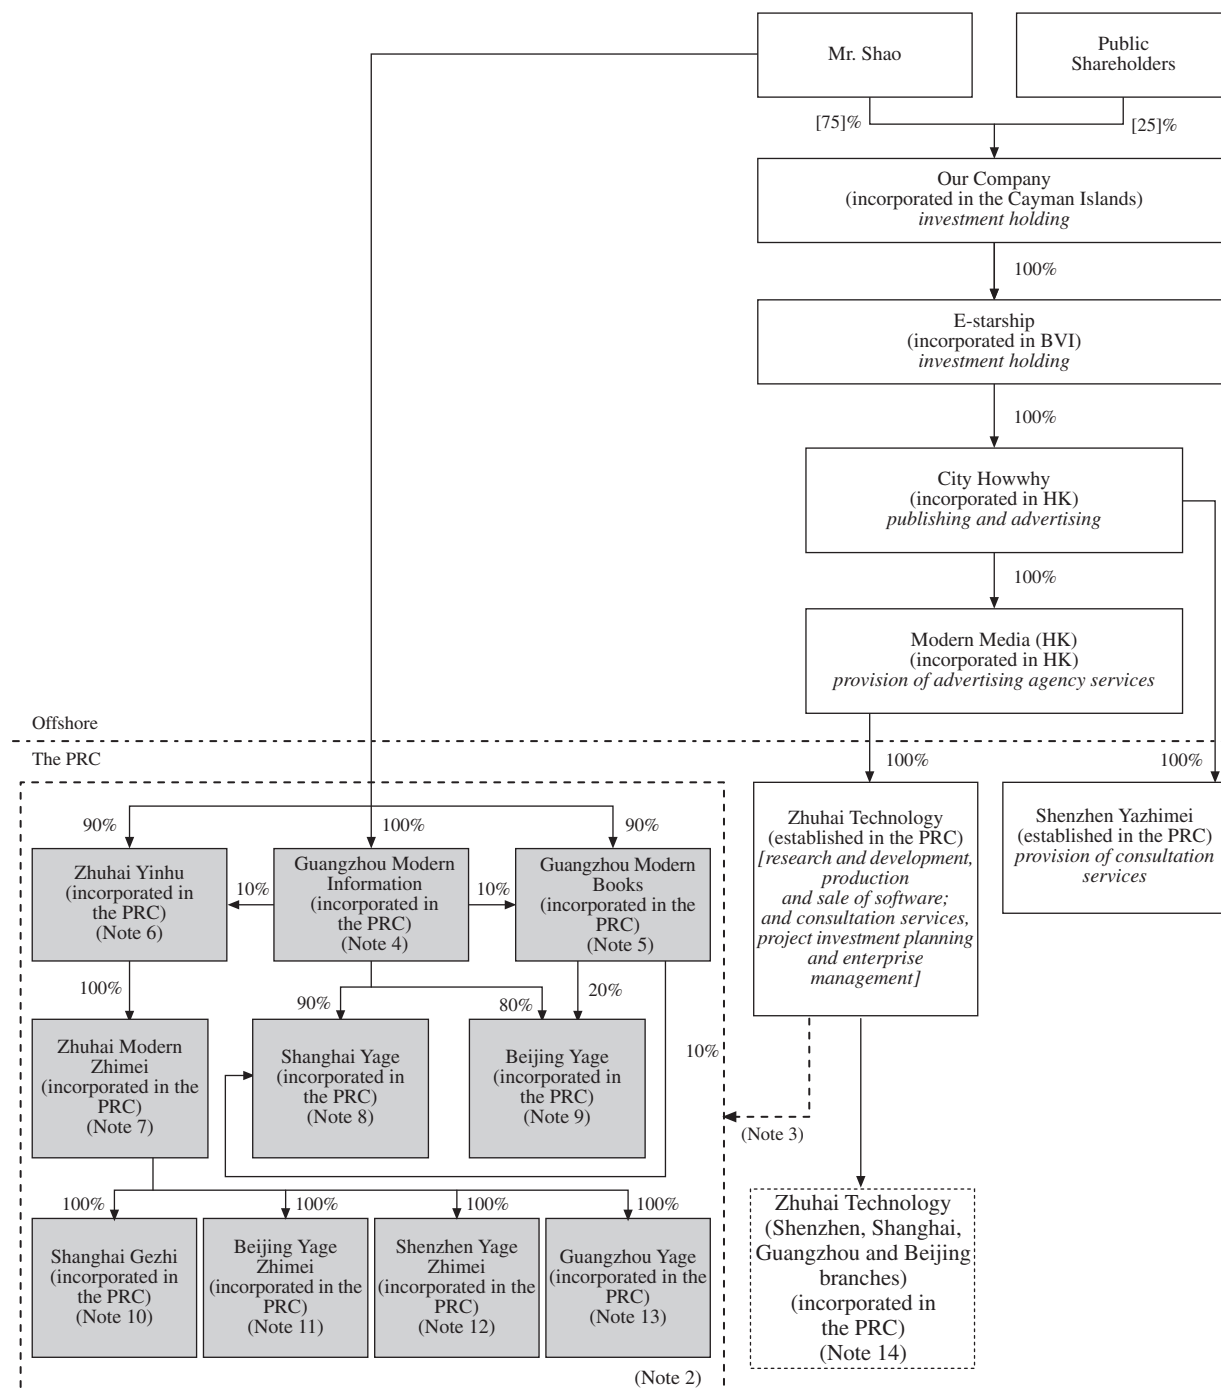 Mr. Shao
Public
Shareholders
[75]%
[25]%
Our Company
(incorporated in the Cayman Islands)
investment holding
100%
E-starship
(incorporated in BVI)
investment holding
100%
City Howwhy
(incorporated in HK)
publishing and advertising
100%
Modern Media (HK)
(incorporated in HK)
provision of advertising agency services
Offshore
The PRC
100%
100%
Zhuhai Technology
(established in the PRC)
[research and development,
production
and sale of software;
and consultation services,
project investment planning
and enterprise
management]
Shenzhen Yazhimei
(established in the PRC)
provision of consultation
services
90%
100%
90%
Zhuhai Yinhu
(incorporated in
the PRC)
(Note 6)
10%
Guangzhou Modern
Information
(incorporated in
the PRC)
(Note 4)
10%
Guangzhou Modern
Books
(incorporated in the
PRC)
(Note 5)
100%
90%
80%
20%
10%
Zhuhai Modern
Zhimei
(incorporated in the
PRC)
(Note 7)
Shanghai Yage
(incorporated in
the PRC)
(Note 8)
Beijing Yage
(incorporated in
the PRC)
(Note 9)
(Note 3)
100%
100%
100%
100%
Shanghai Gezhi
(incorporated in
the PRC)
(Note 10)
Beijing Yage
Zhimei
(incorporated in the
PRC)
(Note 11)
Shenzhen Yage
Zhimei
(incorporated in the
PRC)
(Note 12)
Guangzhou Yage
(incorporated in the
PRC)
(Note 13)
Zhuhai Technology
(Shenzhen, Shanghai,
Guangzhou and Beijing
branches)
(incorporated in
the PRC)
(Note 14)
(Note 2)